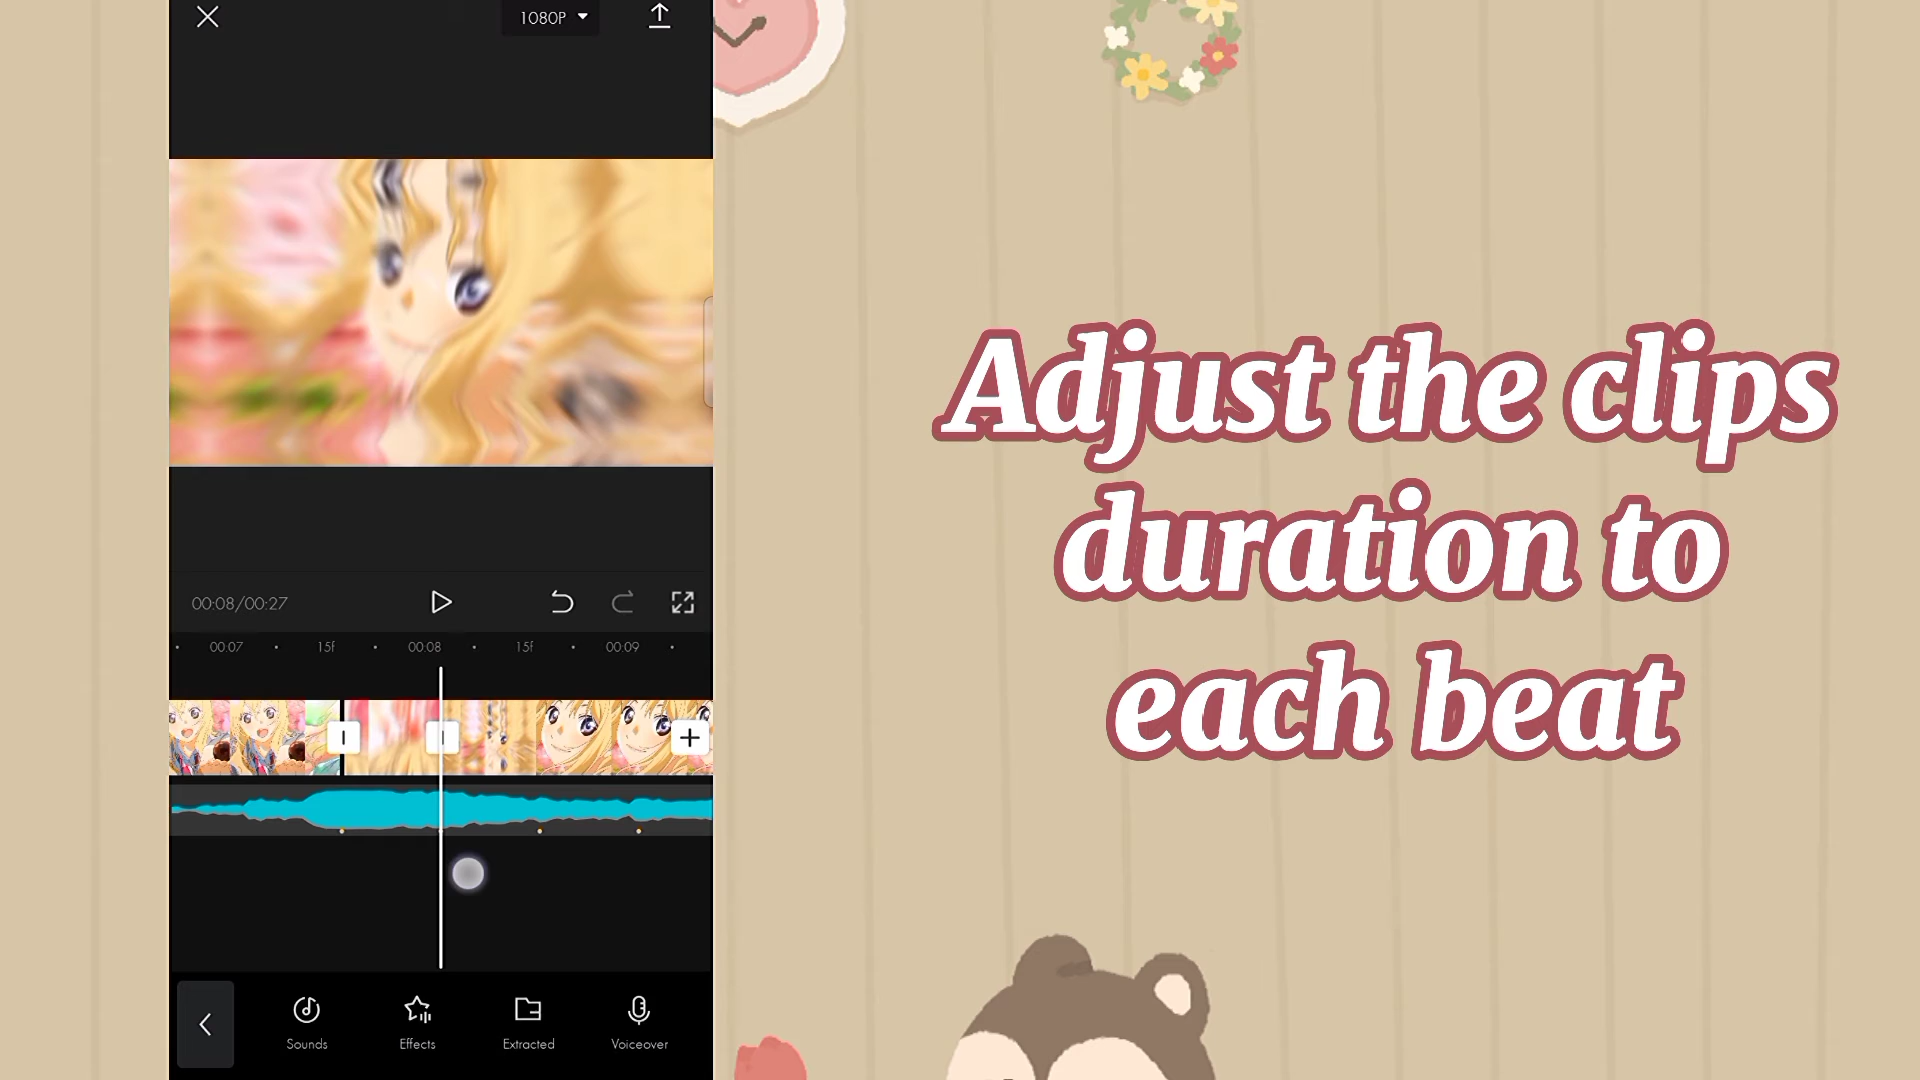 1080P
Adjust the clips
duration to
each beat
00:08/00:27
00:07 15f 00:08 15f 00:09
Sounds Effects Extracted Voiceover